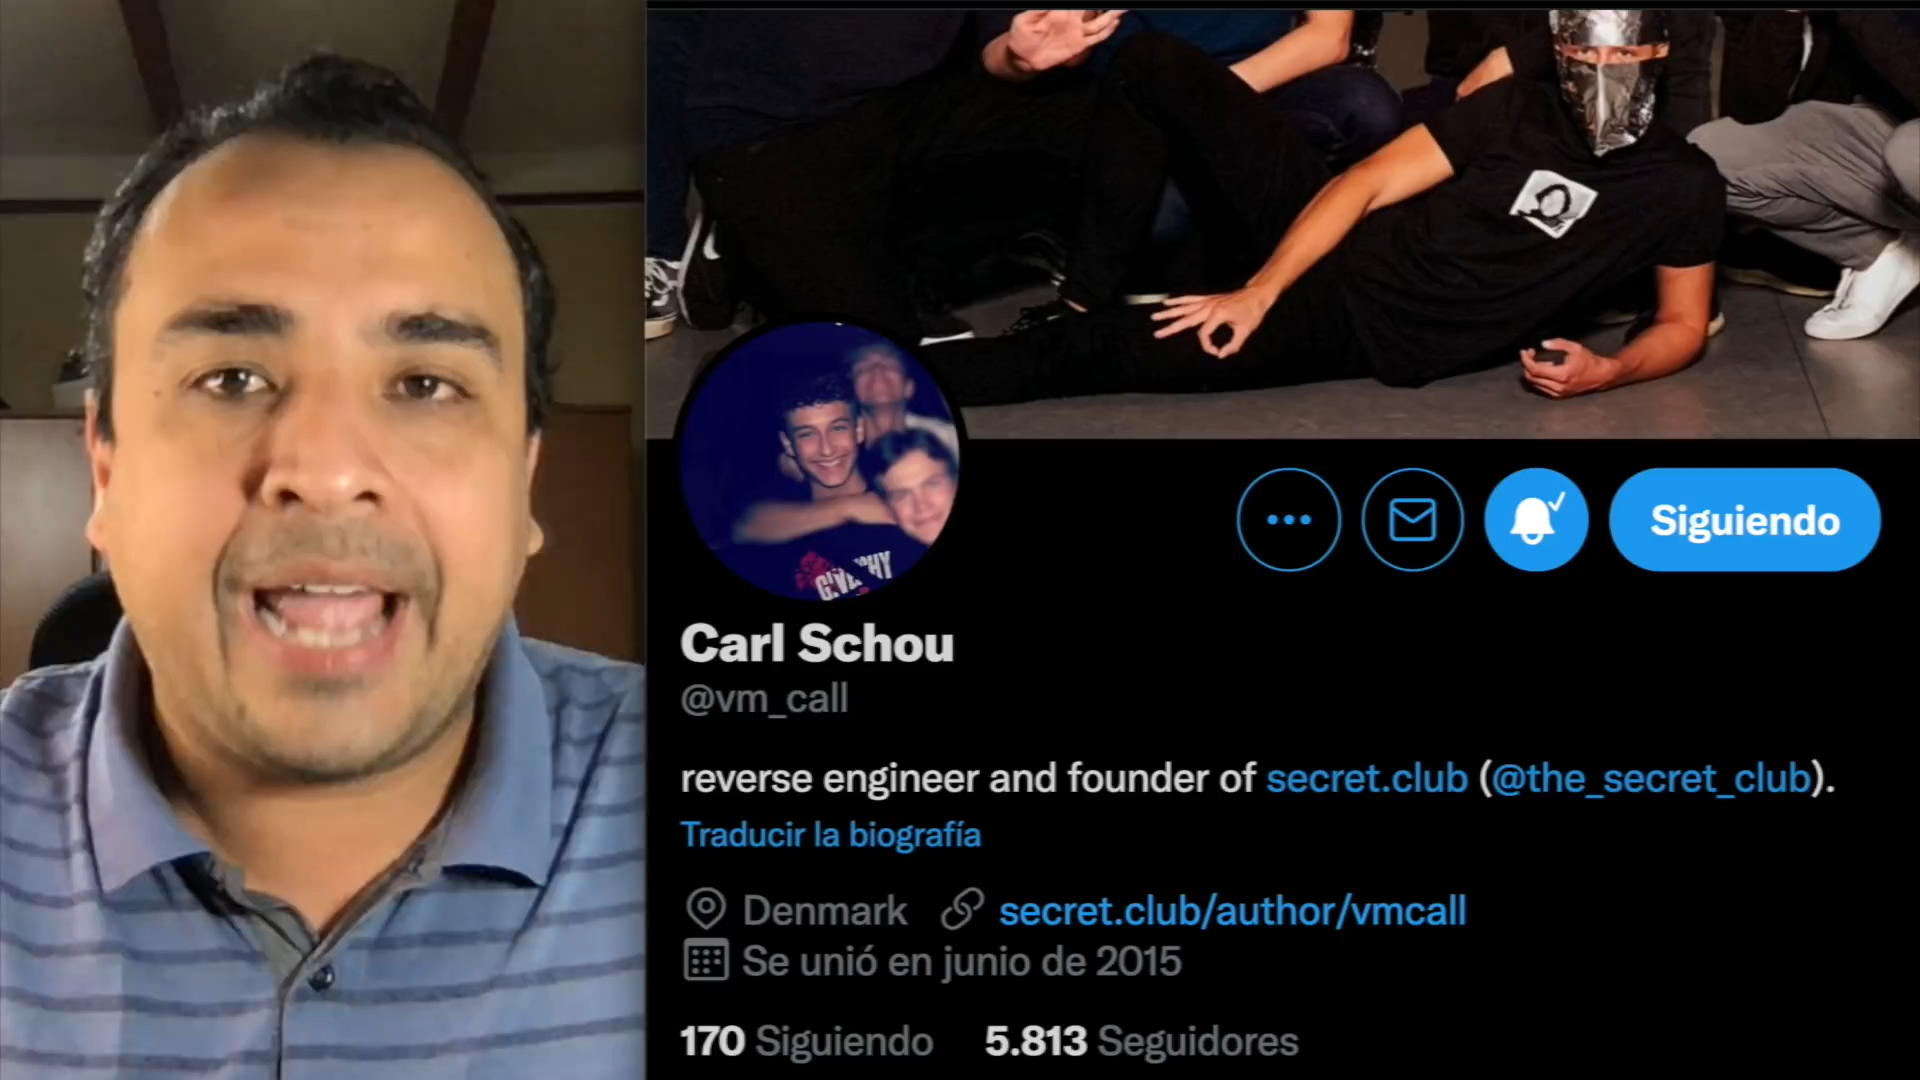 Siguiendo
Carl Schou
@vm_call
reverse engineer and founder of secret.club (@the_secret_club).
Traducir la biografía
Denmark secret.club/author/vmcall
Se unió en junio de 2015
170 Siguiendo 5.813 Seguidores